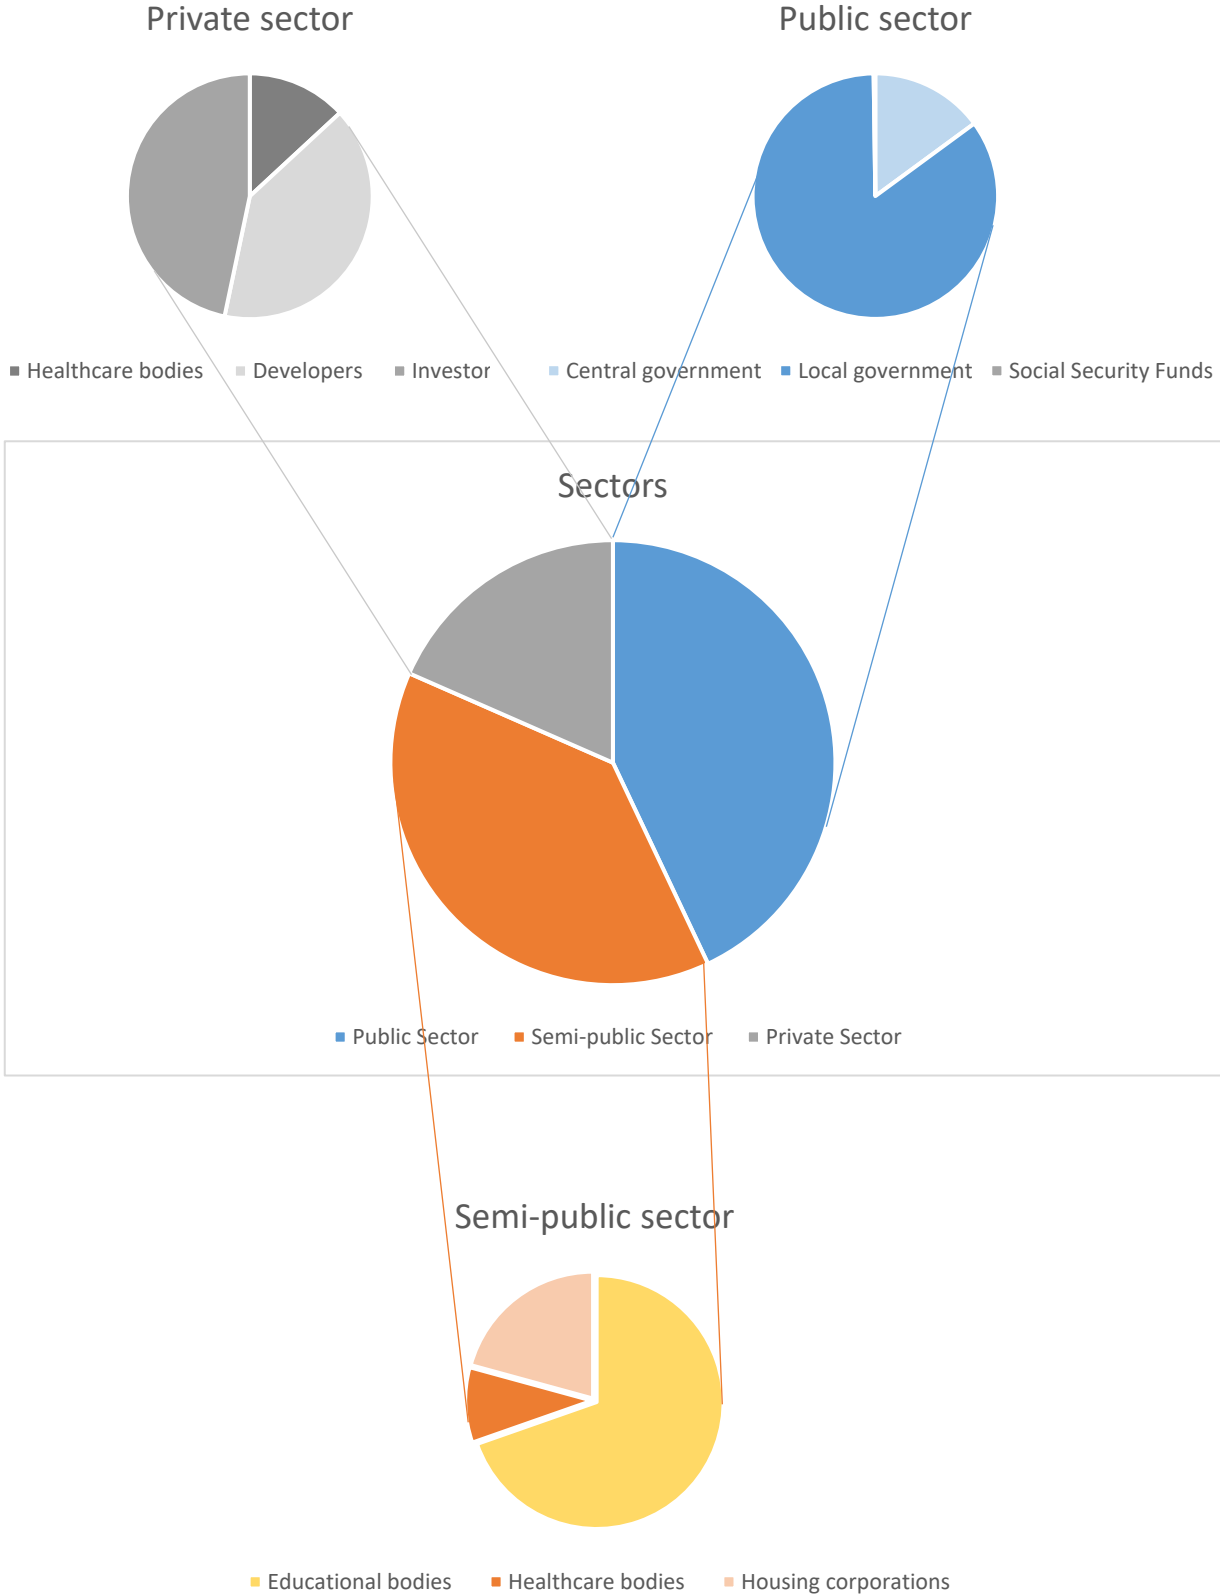 Private sector
Public sector
Healthcare bodies Developers Investor
Central government Local government Social Security Funds
Sectors
Public Sector Semi-public Sector Private Sector
Semi-public sector
Educational bodies Healthcare bodies Housing corporations